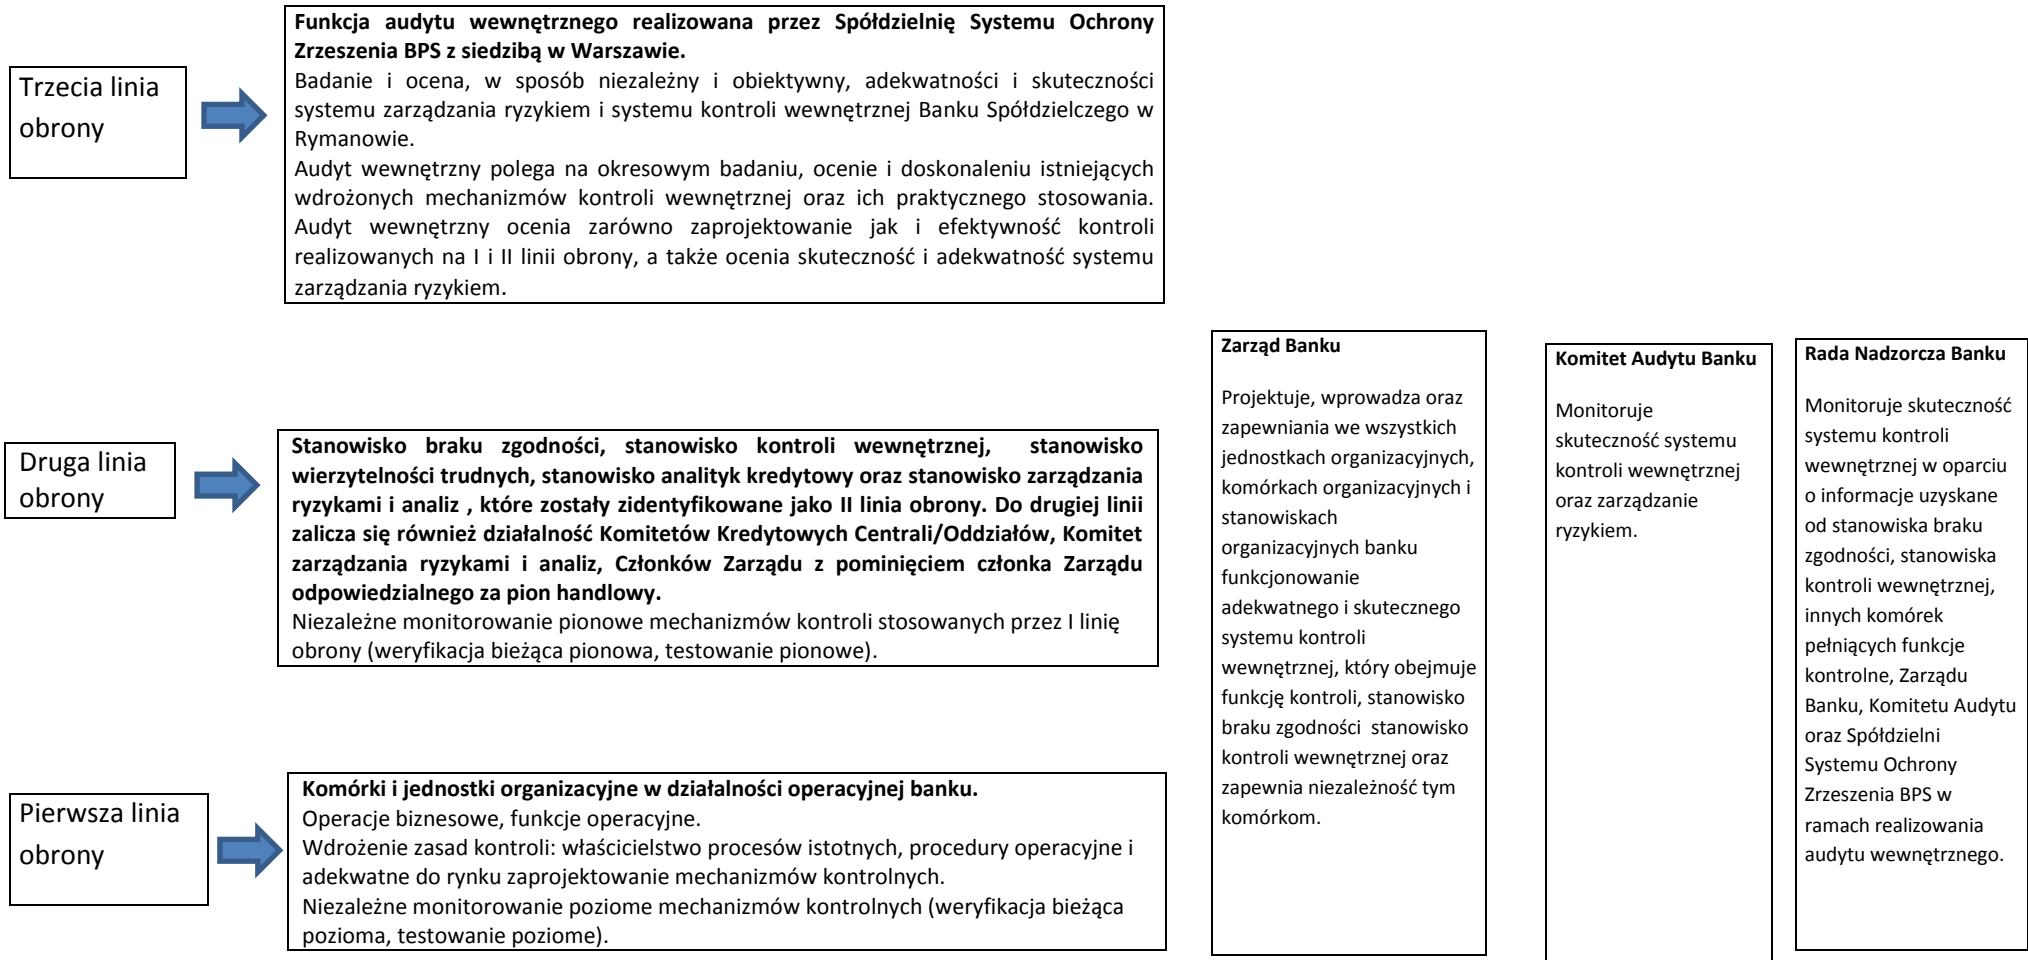 Trzecia linia
obrony
Funkcja audytu wewnętrznego realizowana przez Spółdzielnię Systemu Ochrony
Zrzeszenia BPS z siedzibą w Warszawie.
Badanie i ocena, w sposób niezależny i obiektywny, adekwatności i skuteczności
systemu zarządzania ryzykiem i systemu kontroli wewnętrznej Banku Spółdzielczego w
Rymanowie.
Audyt wewnętrzny polega na okresowym badaniu, ocenie i doskonaleniu istniejących
wdrożonych mechanizmów kontroli wewnętrznej oraz ich praktycznego stosowania.
Audyt wewnętrzny ocenia zarówno zaprojektowanie jak i efektywność kontroli
realizowanych na I i II linii obrony, a także ocenia skuteczność i adekwatność systemu
zarządzania ryzykiem.
Druga linia
obrony
Stanowisko braku zgodności, stanowisko kontroli wewnętrznej, stanowisko
wierzytelności trudnych, stanowisko analityk kredytowy oraz stanowisko zarządzania
ryzykami i analiz , które zostały zidentyfikowane jako II linia obrony. Do drugiej linii
zalicza się również działalność Komitetów Kredytowych Centrali/Oddziałów, Komitet
zarządzania ryzykami i analiz, Członków Zarządu z pominięciem członka Zarządu
odpowiedzialnego za pion handlowy.
Niezależne monitorowanie pionowe mechanizmów kontroli stosowanych przez I linię
obrony (weryfikacja bieżąca pionowa, testowanie pionowe).
Pierwsza linia
obrony
Komórki i jednostki organizacyjne w działalności operacyjnej banku.
Operacje biznesowe, funkcje operacyjne.
Wdrożenie zasad kontroli: właścicielstwo procesów istotnych, procedury operacyjne i
adekwatne do rynku zaprojektowanie mechanizmów kontrolnych.
Niezależne monitorowanie poziome mechanizmów kontrolnych (weryfikacja bieżąca
pozioma, testowanie poziome).
Zarząd Banku
Projektuje, wprowadza oraz
zapewniania we wszystkich
jednostkach organizacyjnych,
komórkach organizacyjnych i
stanowiskach
organizacyjnych banku
funkcjonowanie
adekwatnego i skutecznego
systemu kontroli
wewnętrznej, który obejmuje
funkcję kontroli, stanowisko
braku zgodności stanowisko
kontroli wewnętrznej oraz
zapewnia niezależność tym
komórkom.
Komitet Audytu Banku
Monitoruje
skuteczność systemu
kontroli wewnętrznej
oraz zarządzanie
ryzykiem.
Rada Nadzorcza Banku
Monitoruje skuteczność
systemu kontroli
wewnętrznej w oparciu
o informacje uzyskane
od stanowiska braku
zgodności, stanowiska
kontroli wewnętrznej,
innych komórek
pełniących funkcje
kontrolne, Zarządu
Banku, Komitetu Audytu
oraz Spółdzielni
Systemu Ochrony
Zrzeszenia BPS w
ramach realizowania
audytu wewnętrznego.